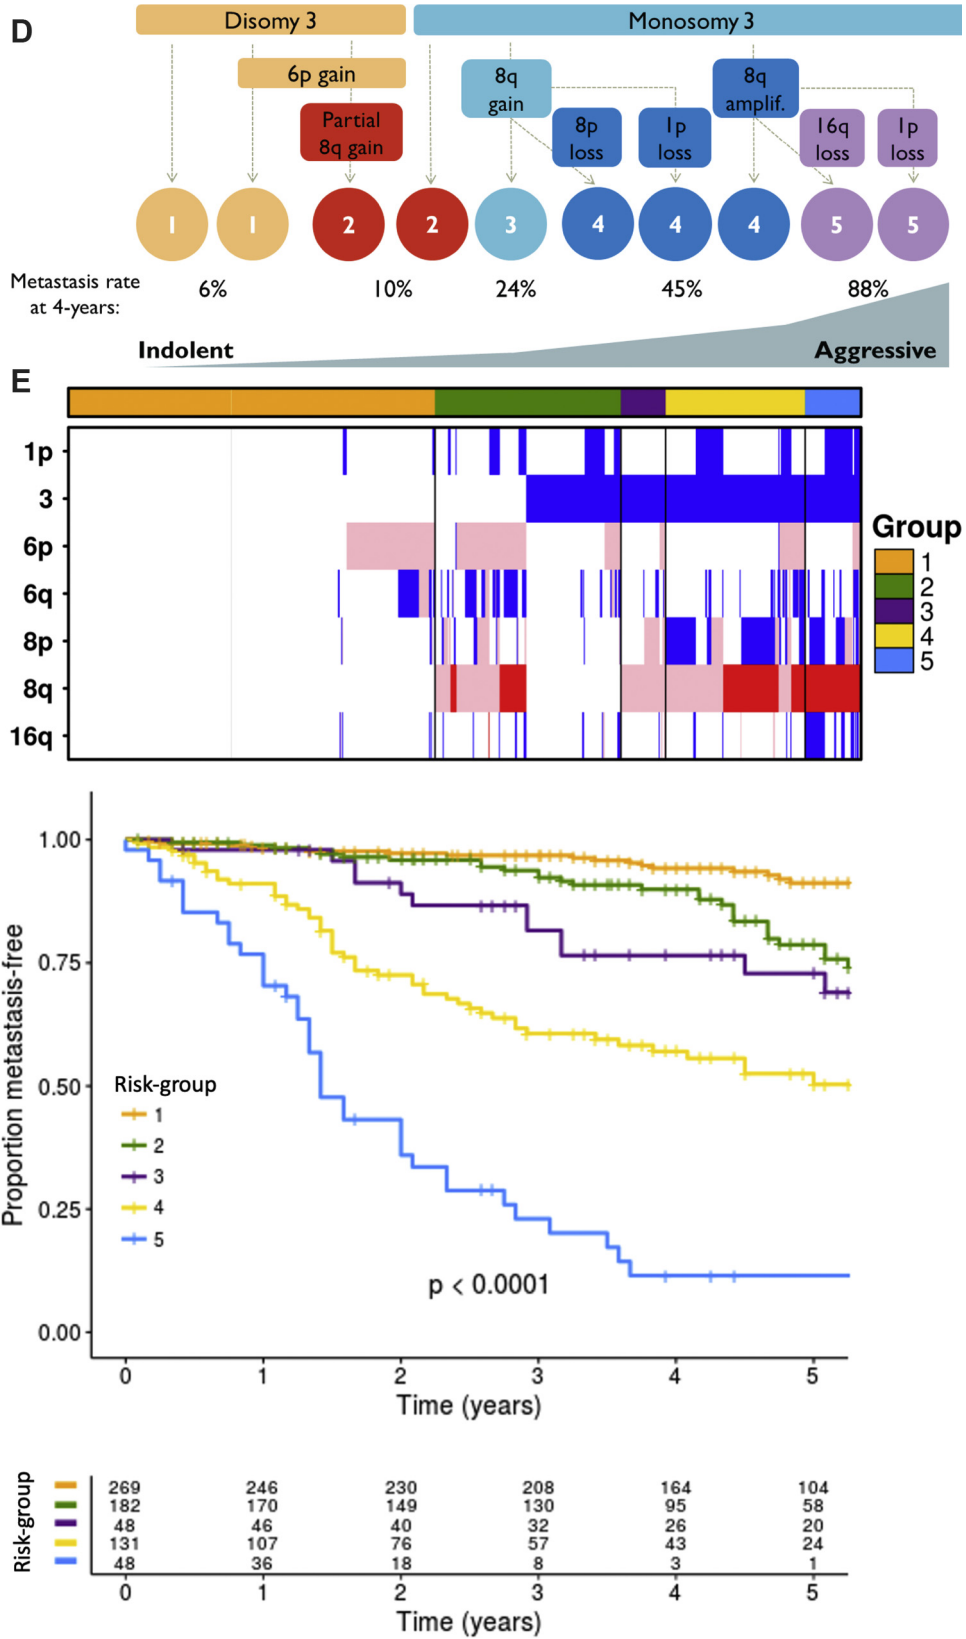 D
Disomy 3
Monosomy 3
6p gain
8q
gain
8q
amplif.
Partial
8q gain
8p
loss
1p
loss
16q
loss
1p
loss
1 1 2 2 3 4 4 4 5 5
Metastasis rate
at 4-years:
6% 10% 24% 45% 88%
Indolent
Aggressive
E
1p
3
6p
6q
8p
8q
16q
Group
1
2
3
4
5
Proportion metastasis-free
1.00
0.75
0.50
0.25
0.00
Risk-group
1
2
3
4
5
p < 0.0001
0 1 2 3 4 5
Time (years)
Risk-group
269 246 230 208 164 104
182 170 149 130 95 58
48 46 40 32 26 20
131 107 76 57 43 24
48 36 18 8 3 1
0 1 2 3 4 5
Time (years)